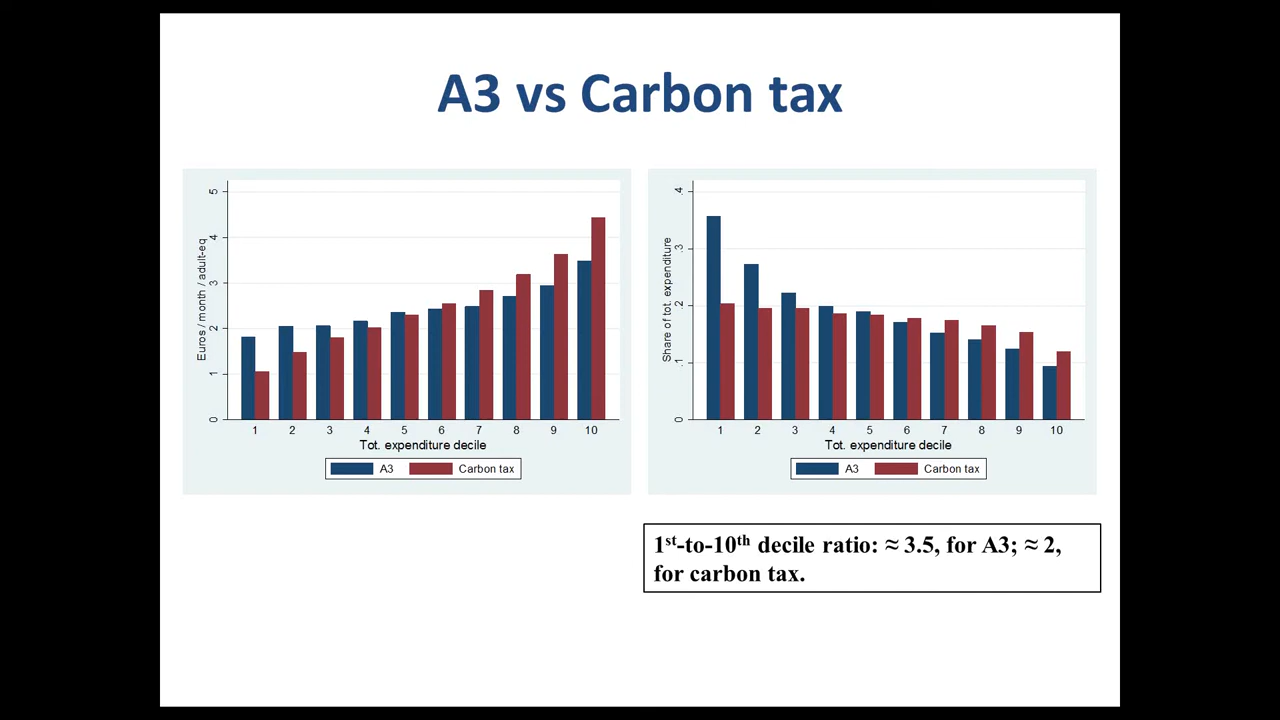 A3 vs Carbon tax
Euros / month / adult-eq
5
4
3
2
1
0
1 2 3 4 5 6 7 8 9 10
Tot. expenditure decile
A3 Carbon tax
Share of tot. expenditure
.4
.3
.2
.1
0
1 2 3 4 5 6 7 8 9 10
Tot. expenditure decile
A3 Carbon tax
1st-to-10th decile ratio: ≈ 3.5, for A3; ≈ 2,
for carbon tax.